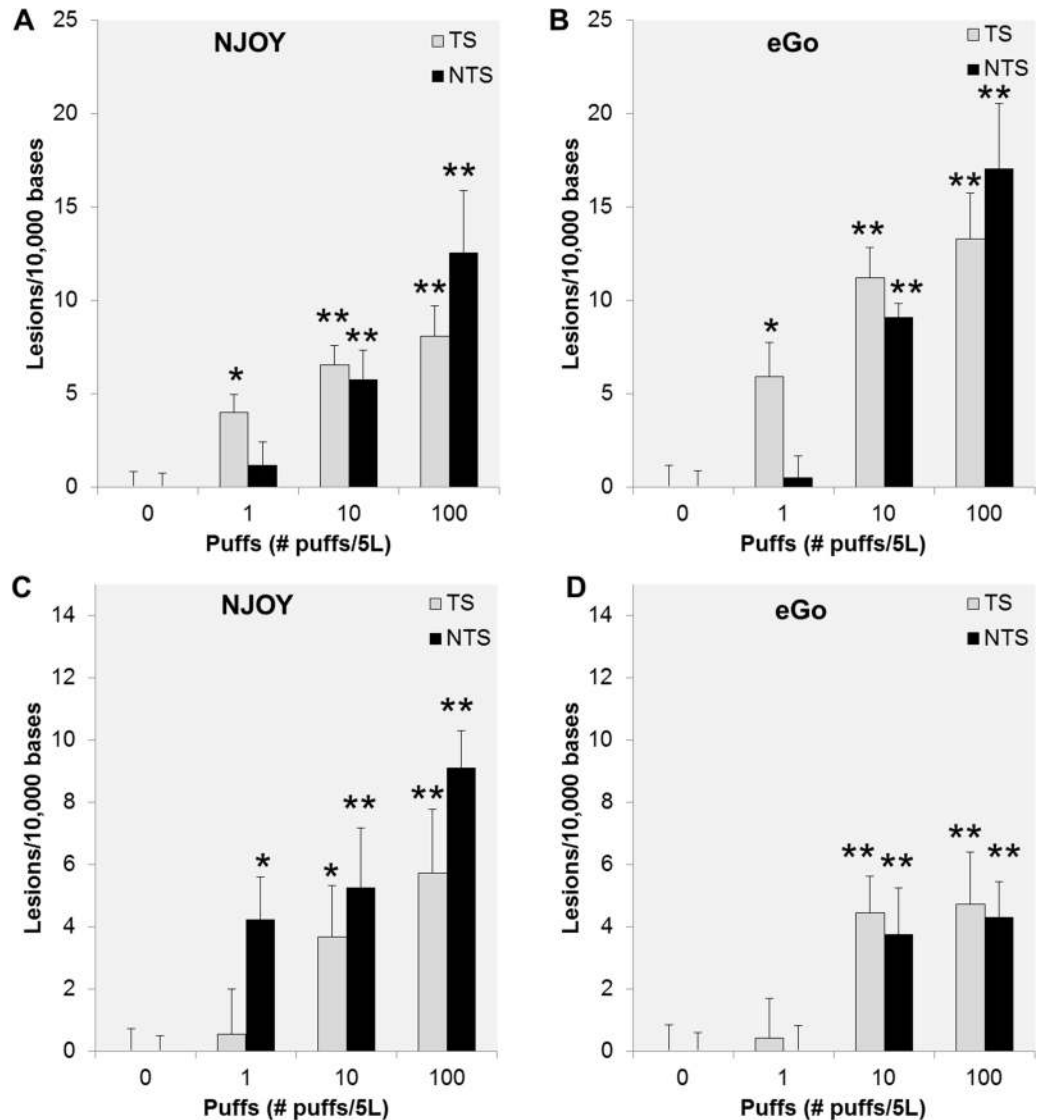 A
NJOY
TS
NTS
Lesions/10,000 bases
25
20
15
10
5
0
*
**
**
**
**
0 1 10 100
Puffs (# puffs/5L)
B
eGo
TS
NTS
Lesions/10,000 bases
25
20
15
10
5
0
*
**
**
**
**
0 1 10 100
Puffs (# puffs/5L)
C
NJOY
TS
NTS
Lesions/10,000 bases
14
12
10
8
6
4
2
0
*
*
**
**
**
0 1 10 100
Puffs (# puffs/5L)
D
eGo
TS
NTS
Lesions/10,000 bases
14
12
10
8
6
4
2
0
**
**
**
**
0 1 10 100
Puffs (# puffs/5L)